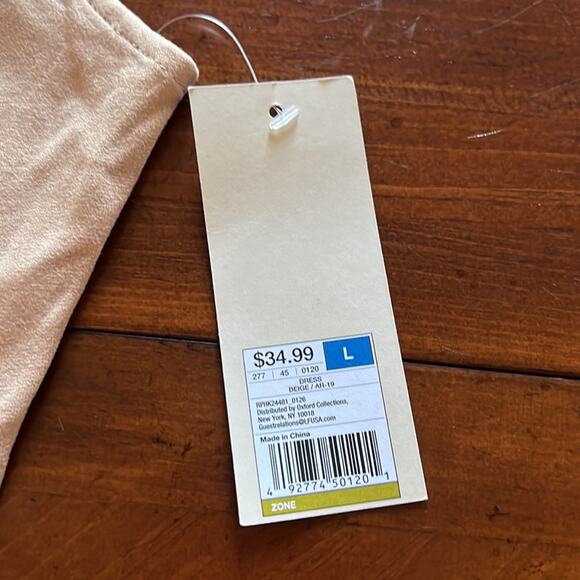 $34.99 L
277 | 45 | 0120
DRESS
BEIGE / AR-19
RPHK24481_0126
Distributed by Oxford Collections,
New York, NY 10018
Guestrelations@LFUSA.com
Made in China
4 92774 50120 1
ZONE